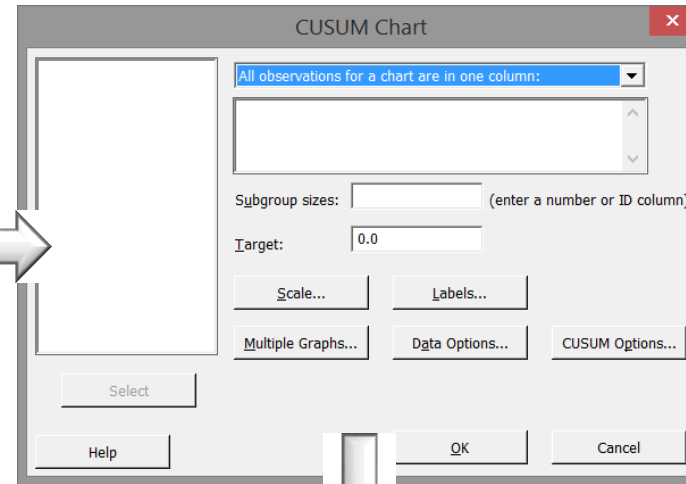 CUSUM Chart
All observations for a chart are in one column:
Subgroup sizes: (enter a number or ID column)
Target: 0.0
Scale... Labels...
Multiple Graphs... Data Options... CUSUM Options...
Select
Help OK Cancel